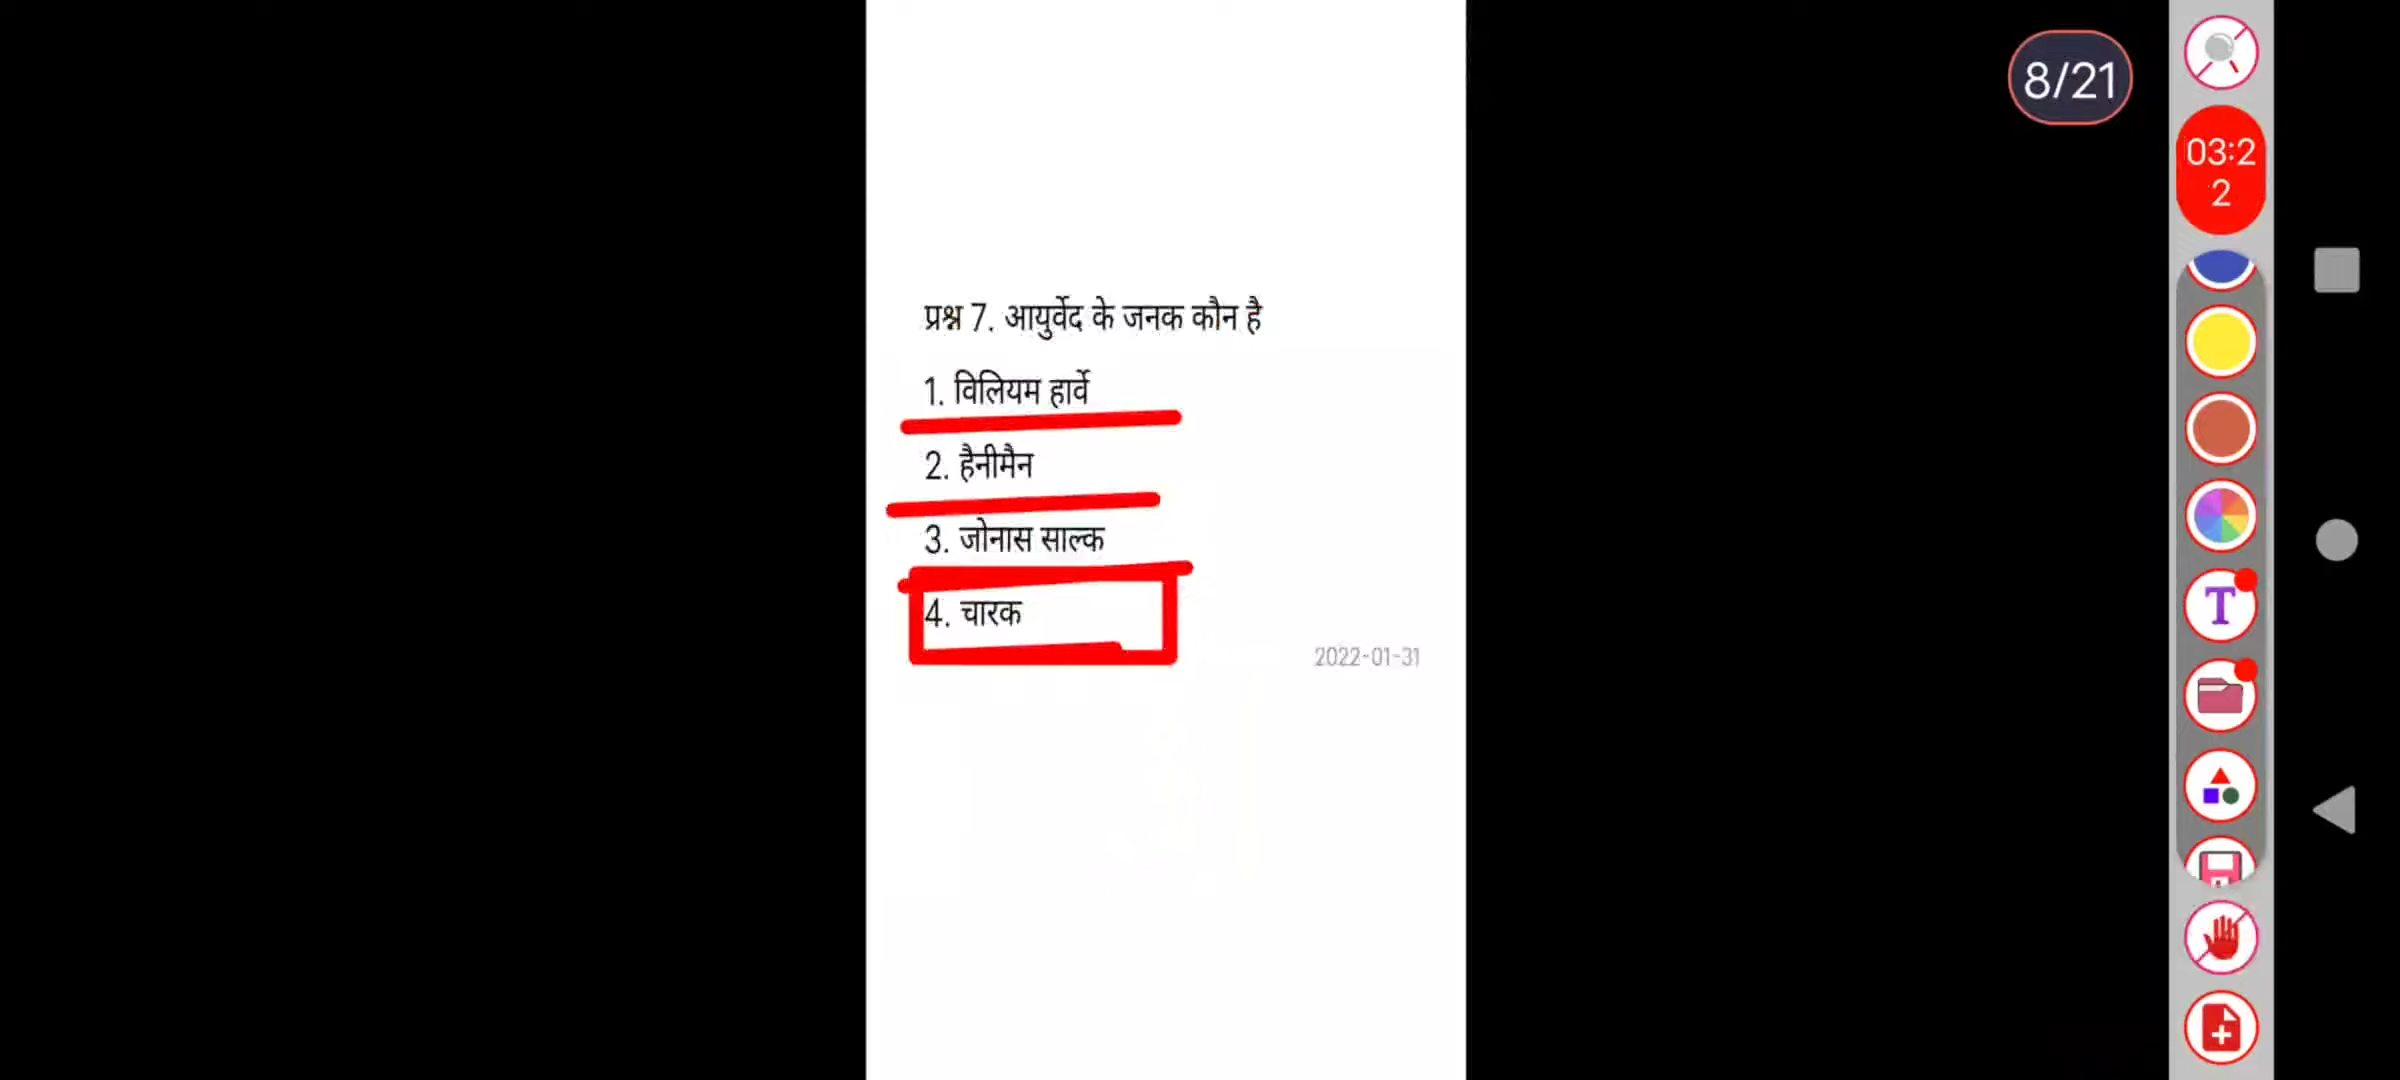 8/21
03:2
2
प्रश्न 7. आयुर्वेद के जनक कौन है
1. विलियम हार्वे
2. हैनीमैन
3. जोनास साल्क
4. चारक
2022-01-31
T